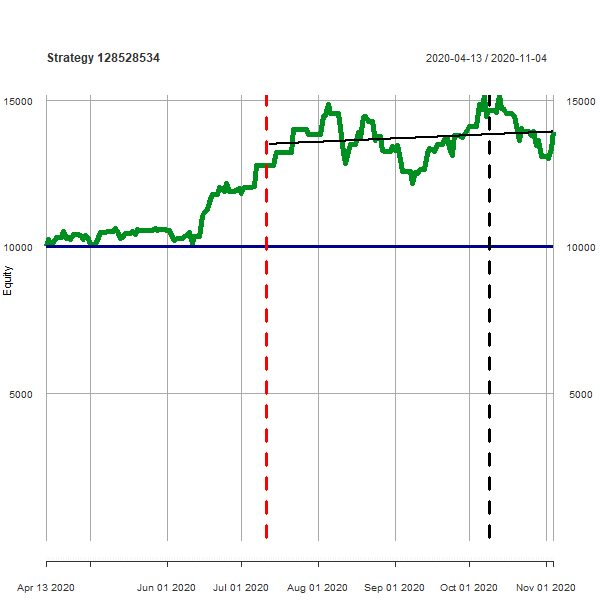 Strategy 128528534
2020-04-13 / 2020-11-04
15000
15000
10000
10000
Equity
5000
5000
Apr 13 2020
Jun 01 2020
Jul 01 2020
Aug 01 2020
Sep 01 2020
Oct 01 2020
Nov 01 2020